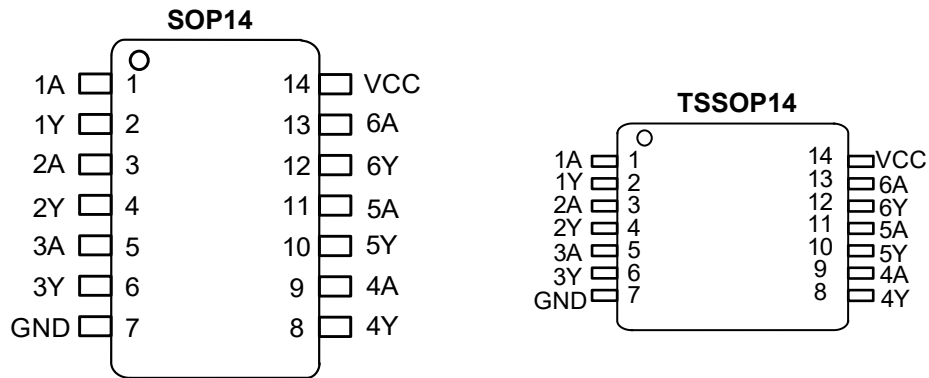 SOP14
1A 1 14 VCC
1Y 2 13 6A
2A 3 12 6Y
2Y 4 11 5A
3A 5 10 5Y
3Y 6 9 4A
GND 7 8 4Y
TSSOP14
1A 1 14 VCC
1Y 2 13 6A
2A 3 12 6Y
2Y 4 11 5A
3A 5 10 5Y
3Y 6 9 4A
GND 7 8 4Y